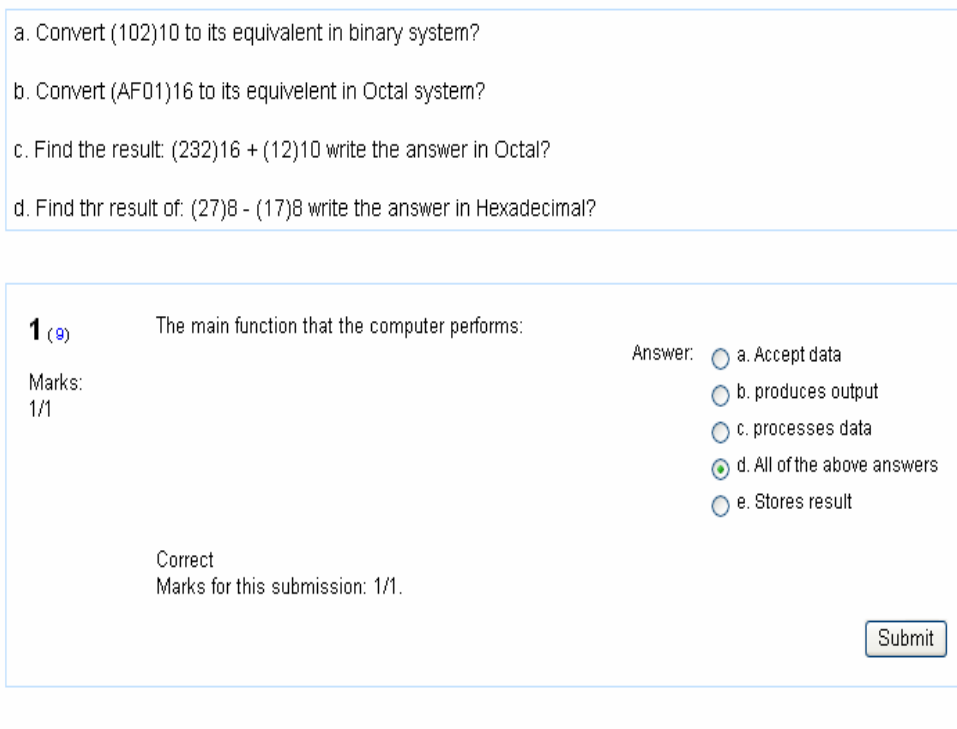 a. Convert (102)10 to its equivalent in binary system?
b. Convert (AF01)16 to its equivelent in Octal system?
c. Find the result: (232)16 + (12)10 write the answer in Octal?
d. Find thr result of: (27)8 - (17)8 write the answer in Hexadecimal?
1 (9)
Marks:
1/1
The main function that the computer performs:
Answer:
a. Accept data
b. produces output
c. processes data
d. All of the above answers
e. Stores result
Correct
Marks for this submission: 1/1.
Submit